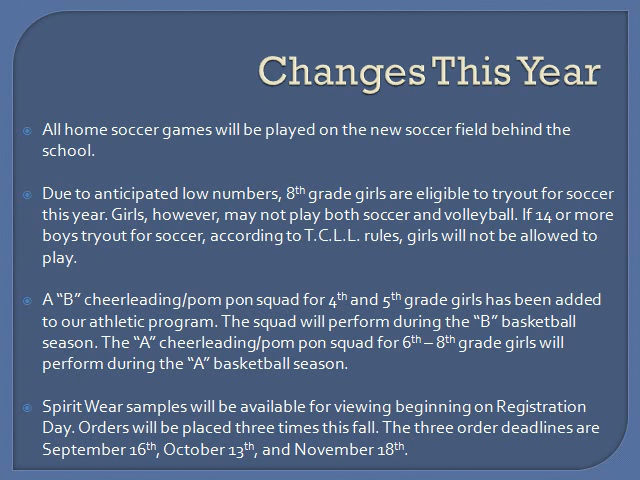 Changes This Year
All home soccer games will be played on the new soccer field behind the
school.
Due to anticipated low numbers, 8th grade girls are eligible to tryout for soccer
this year. Girls, however, may not play both soccer and volleyball. If 14 or more
boys tryout for soccer, according to T.C.L.L. rules, girls will not be allowed to
play.
A “B” cheerleading/pom pon squad for 4th and 5th grade girls has been added
to our athletic program. The squad will perform during the “B” basketball
season. The “A” cheerleading/pom pon squad for 6th – 8th grade girls will
perform during the “A” basketball season.
Spirit Wear samples will be available for viewing beginning on Registration
Day. Orders will be placed three times this fall. The three order deadlines are
September 16th, October 13th, and November 18th.